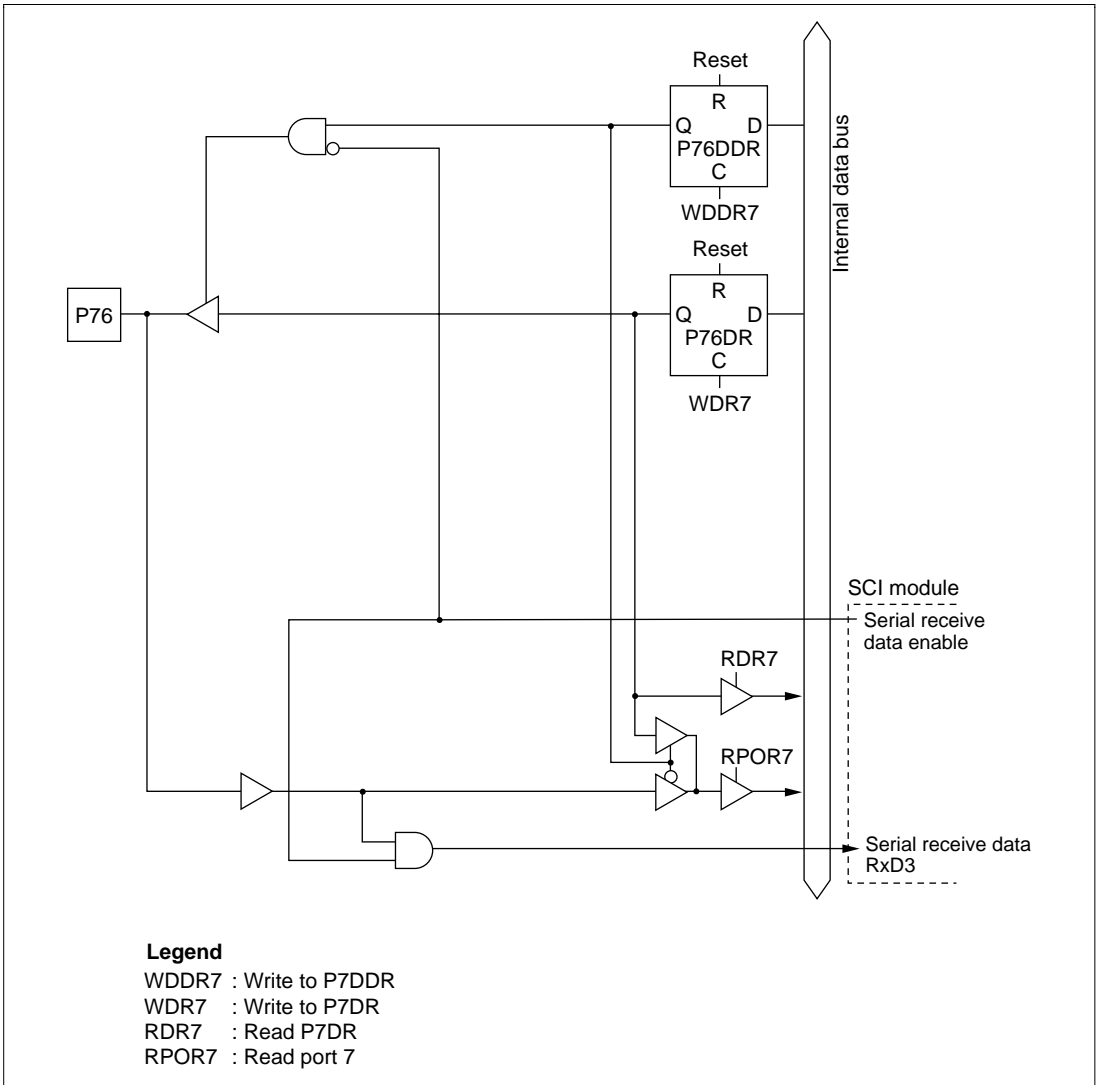 Reset
R
Q D
P76DDR
C
WDDR7
Internal data bus
Reset
R
P76
Q D
P76DR
C
WDR7
SCI module
Serial receive
data enable
RDR7
RPOR7
Serial receive data
RxD3
Legend
WDDR7 : Write to P7DDR
WDR7 : Write to P7DR
RDR7 : Read P7DR
RPOR7 : Read port 7